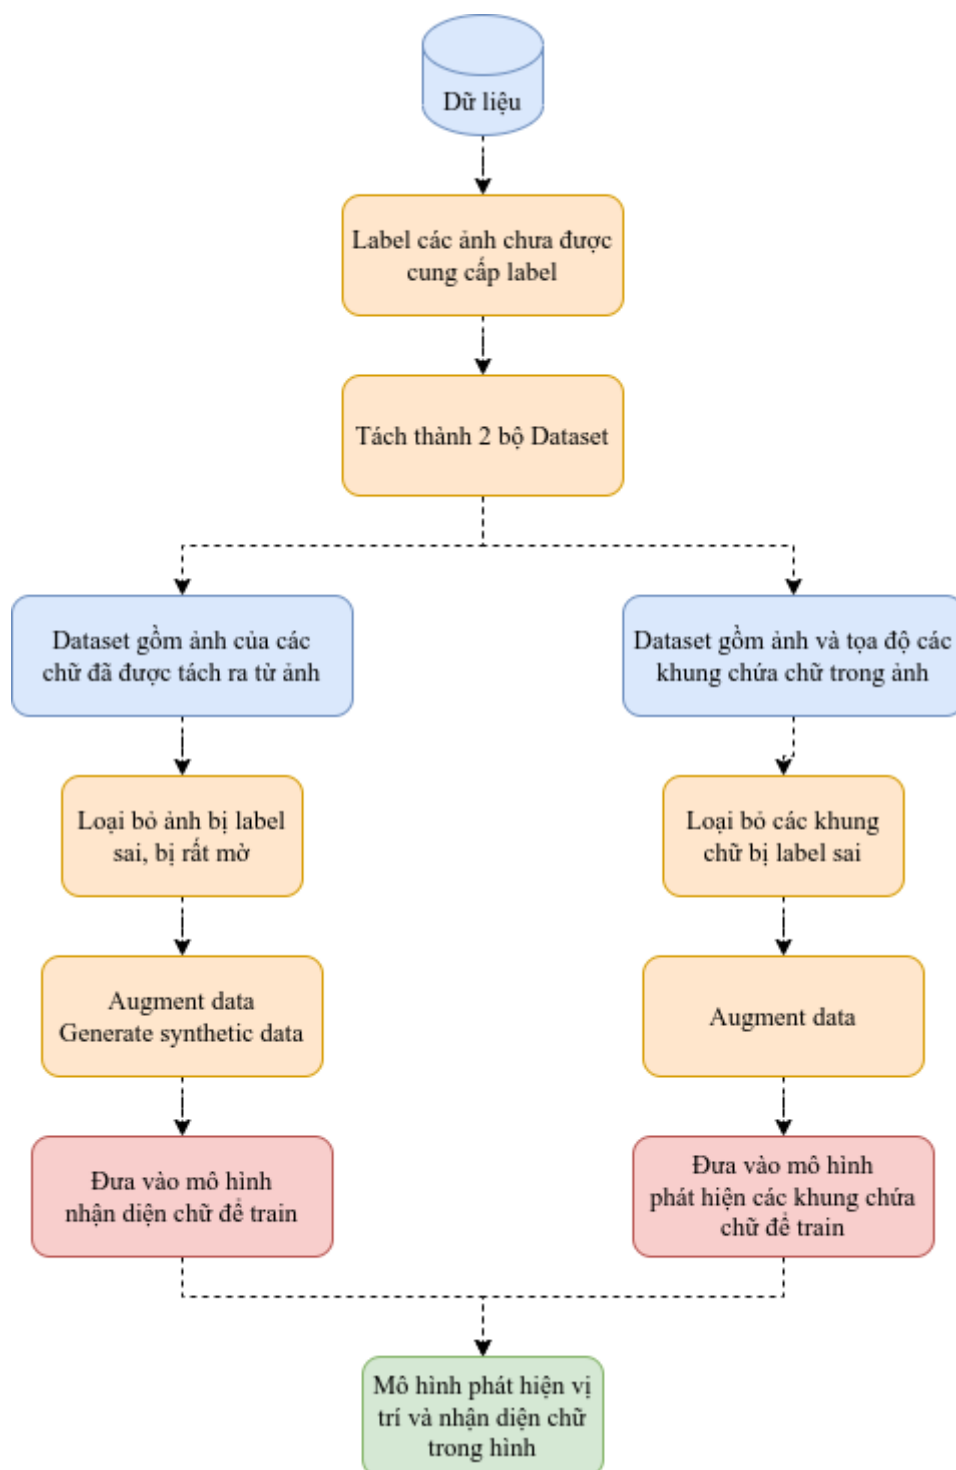 Dữ liệu
Label các ảnh chưa được
cung cấp label
Tách thành 2 bộ Dataset
Dataset gồm ảnh của các
chữ đã được tách ra từ ảnh
Dataset gồm ảnh và tọa độ các
khung chứa chữ trong ảnh
Loại bỏ ảnh bị label
sai, bị rất mờ
Loại bỏ các khung
chữ bị label sai
Augment data
Generate synthetic data
Augment data
Đưa vào mô hình
nhận diện chữ để train
Đưa vào mô hình
phát hiện các khung chứa
chữ để train
Mô hình phát hiện vị
trí và nhận diện chữ
trong hình